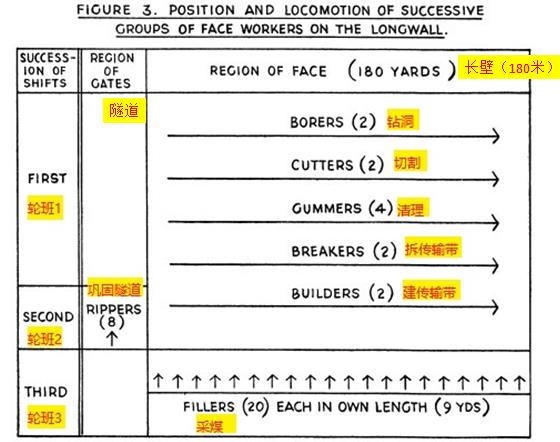 FIGURE 3. POSITION AND LOCOMOTION OF SUCCESSIVE
GROUPS OF FACE WORKERS ON THE LONGWALL.
SUCCESS-
ION OF
SHIFTS
REGION
OF
GATES
REGION OF FACE (180 YARDS) 长壁（180米）
隧道
BORERS (2) 钻洞
CUTTERS (2) 切割
FIRST
轮班1
GUMMERS (4) 清理
BREAKERS (2) 拆传输带
巩固隧道
RIPPERS
(8)
BUILDERS (2) 建传输带
SECOND
轮班2
THIRD
轮班3
FILLERS (20) EACH IN OWN LENGTH (9 YDS)
采煤